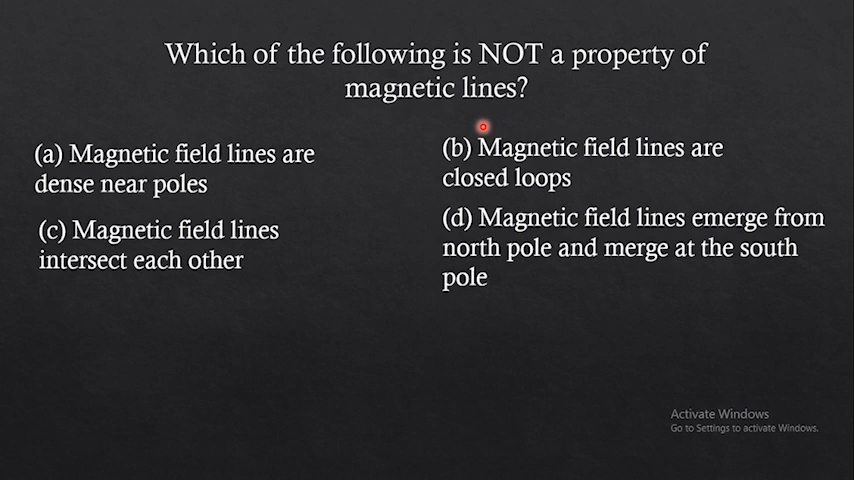 Which of the following is NOT a property of
magnetic lines?
(a) Magnetic field lines are
dense near poles
(b) Magnetic field lines are
closed loops
(c) Magnetic field lines
intersect each other
(d) Magnetic field lines emerge from
north pole and merge at the south
pole
Activate Windows
Go to Settings to activate Windows.